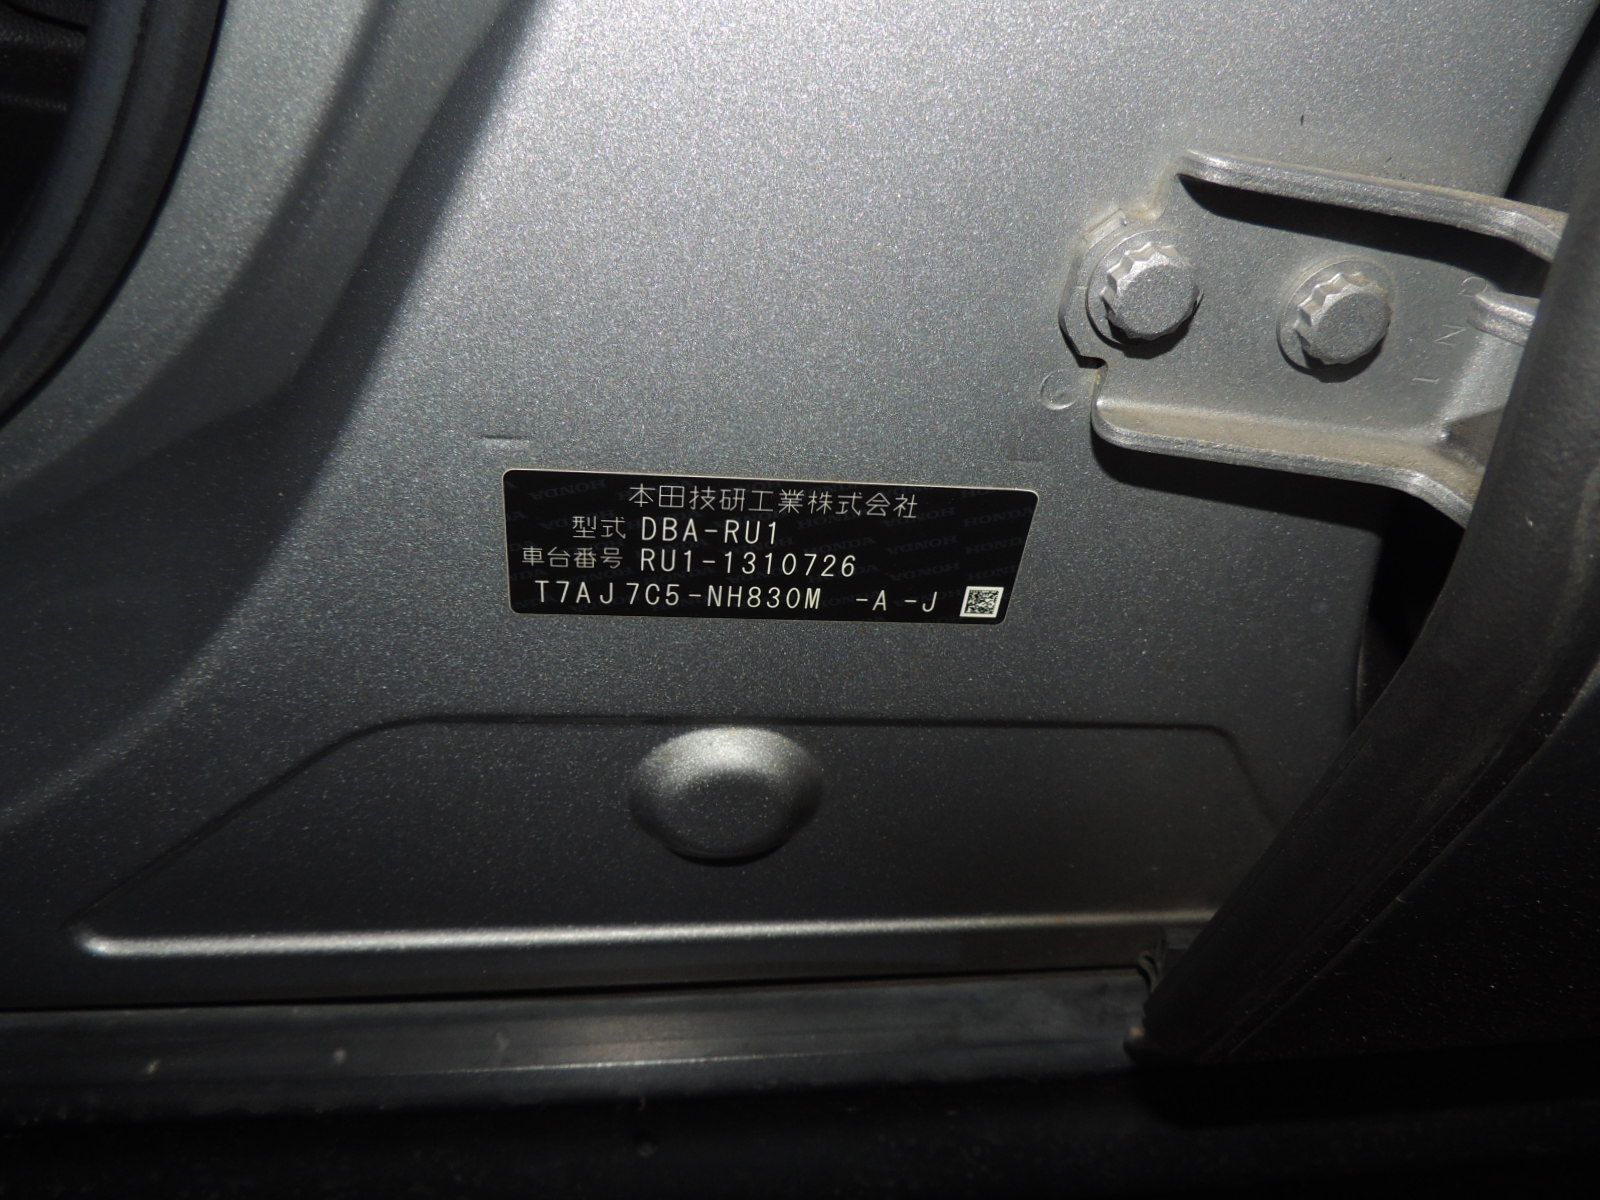 本田技研工業株式会社
型式 DBA-RU1
車台番号 RU1-1310726
T7AJ7C5-NH830M -A -J